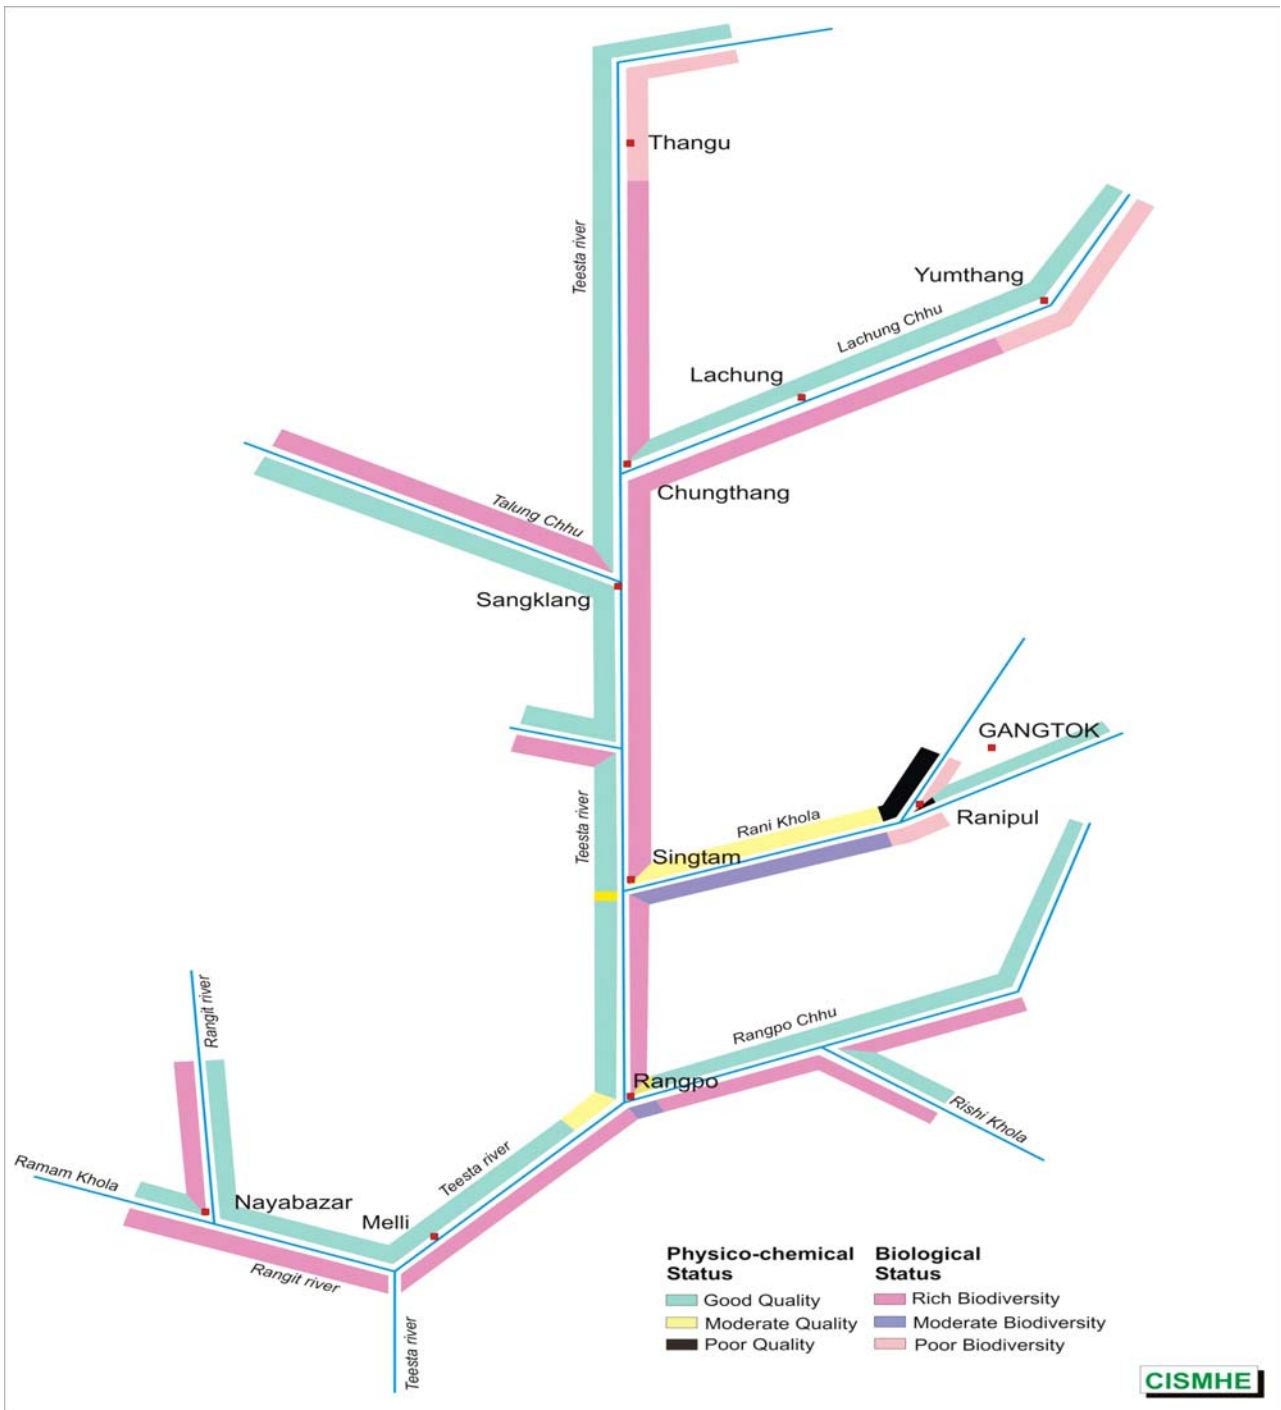 Thangu
Teesta river
Yumthang
Lachung Chhu
Lachung
Chungthang
Talung Chhu
Sangklang
GANGTOK
Ranipul
Rani Khola
Teesta river
Singtam
Rangit river
Rangpo Chhu
Rangpo
Rishi Khola
Teesta river
Ramam Khola
Nayabazar
Melli
Rangit river
Teesta river
Physico-chemical
Status
Good Quality
Moderate Quality
Poor Quality
Biological
Status
Rich Biodiversity
Moderate Biodiversity
Poor Biodiversity
CISMHE